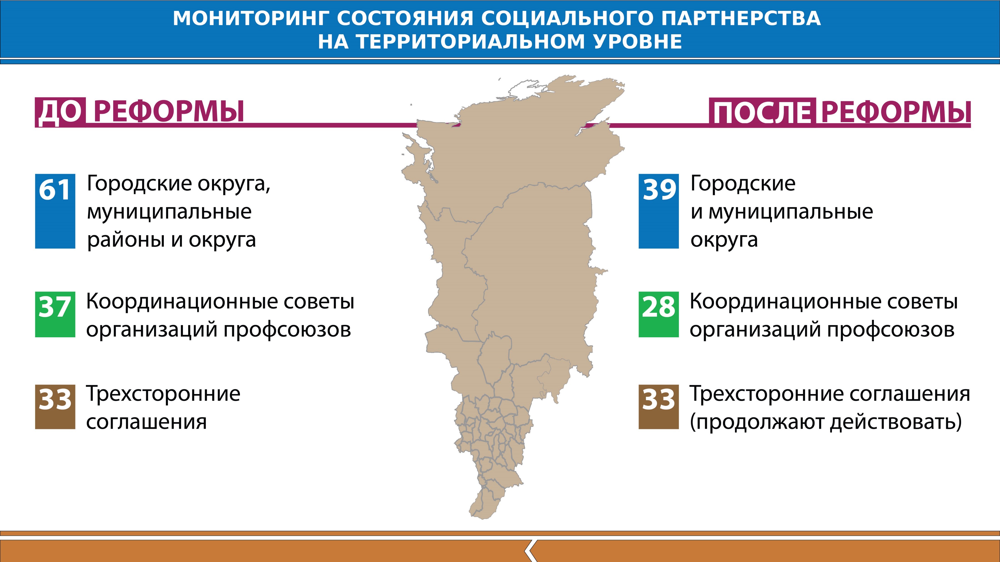 МОНИТОРИНГ СОСТОЯНИЯ СОЦИАЛЬНОГО ПАРТНЕРСТВА
НА ТЕРРИТОРИАЛЬНОМ УРОВНЕ
ДО РЕФОРМЫ
61
Городские округа,
муниципальные
районы и округа
37
Координационные советы
организаций профсоюзов
33
Трехсторонние
соглашения
ПОСЛЕ РЕФОРМЫ
39
Городские
и муниципальные
округа
28
Координационные советы
организаций профсоюзов
33
Трехсторонние соглашения
(продолжают действовать)